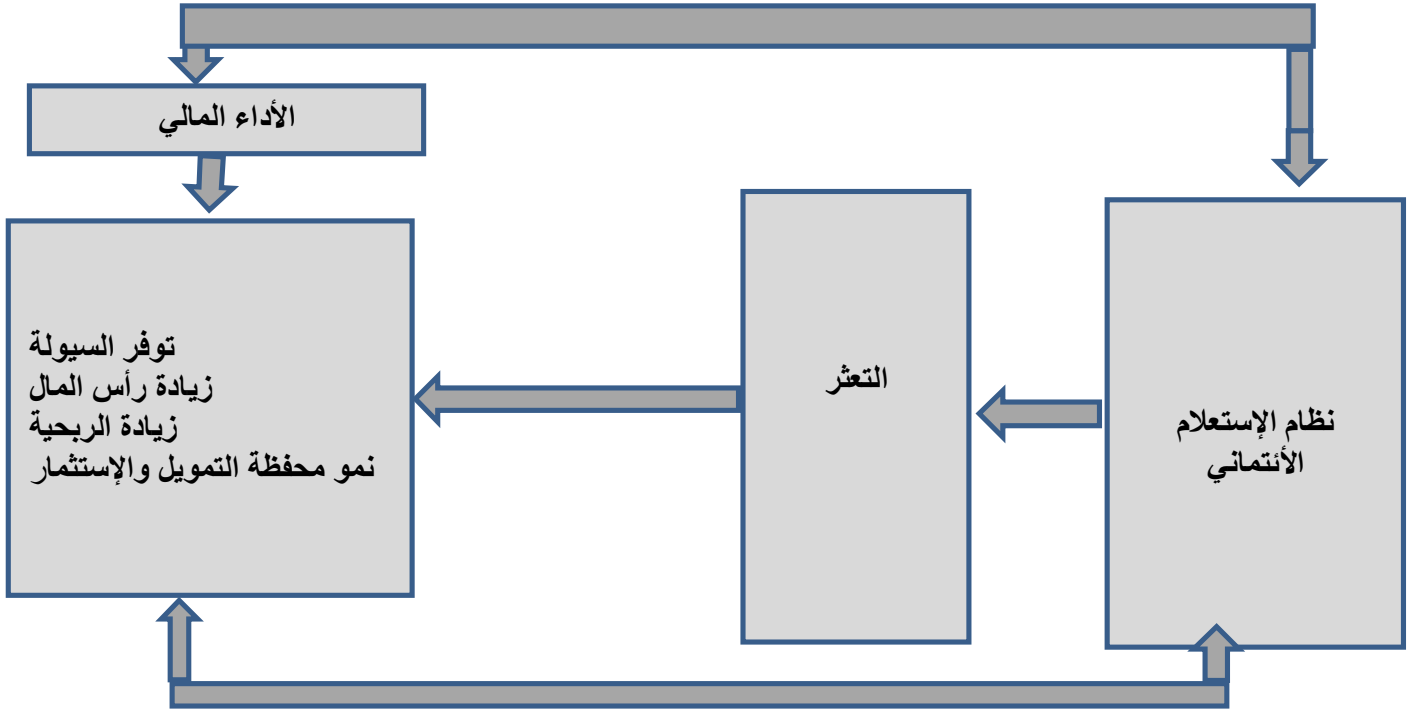 الأداء المالي
نظام الإستعلام
الأئتماني
التعثر
توفر السيولة
زيادة رأس المال
زيادة الربحية
نمو محفظة التمويل والإستثمار